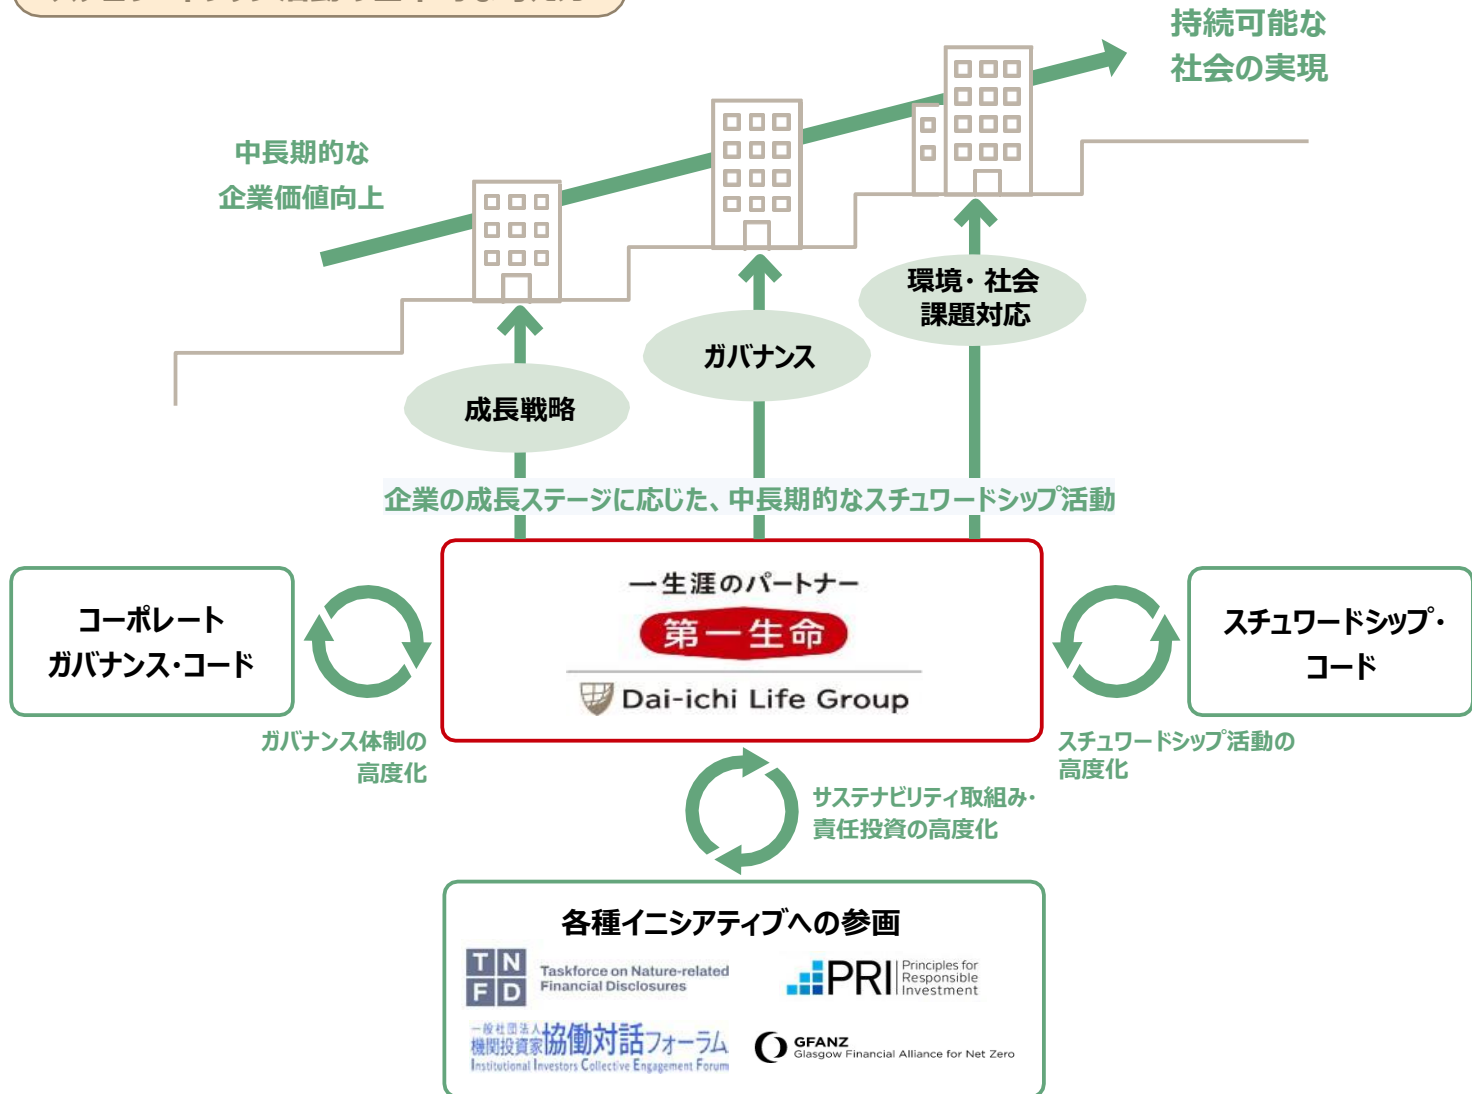 持続可能な
社会の実現
中長期的な
企業価値向上
環境・社会
課題対応
ガバナンス
成長戦略
企業の成長ステージに応じた、中長期的なスチュワードシップ活動
コーポレート
ガバナンス・コード
一生涯のパートナー
第一生命
Dai-ichi Life Group
スチュワードシップ・
コード
ガバナンス体制の
高度化
スチュワードシップ活動の
高度化
サステナビリティ取組み・
責任投資の高度化
各種イニシアティブへの参画
TN
FD
Taskforce on Nature-related
Financial Disclosures
PRI
Principles for
Responsible
Investment
一般社団法人
機関投資家協働対話フォーラム
Institutional Investors Collective Engagement Forum
GFANZ
Glasgow Financial Alliance for Net Zero